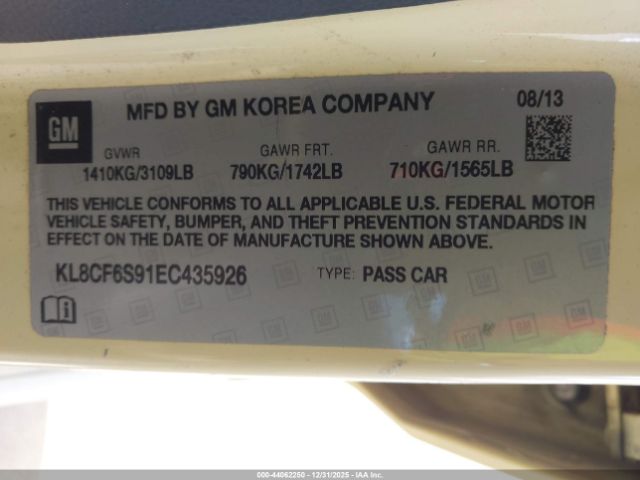 GM
MFD BY GM KOREA COMPANY
08/13
GVWR
GAWR FRT.
GAWR RR.
1410KG/3109LB
790KG/1742LB
710KG/1565LB
THIS VEHICLE CONFORMS TO ALL APPLICABLE U.S. FEDERAL MOTOR
VEHICLE SAFETY, BUMPER, AND THEFT PREVENTION STANDARDS IN
EFFECT ON THE DATE OF MANUFACTURE SHOWN ABOVE.
KL8CF6S91EC435926
TYPE: PASS CAR
000-44062250 - 12/31/2025 - IAA, Inc.